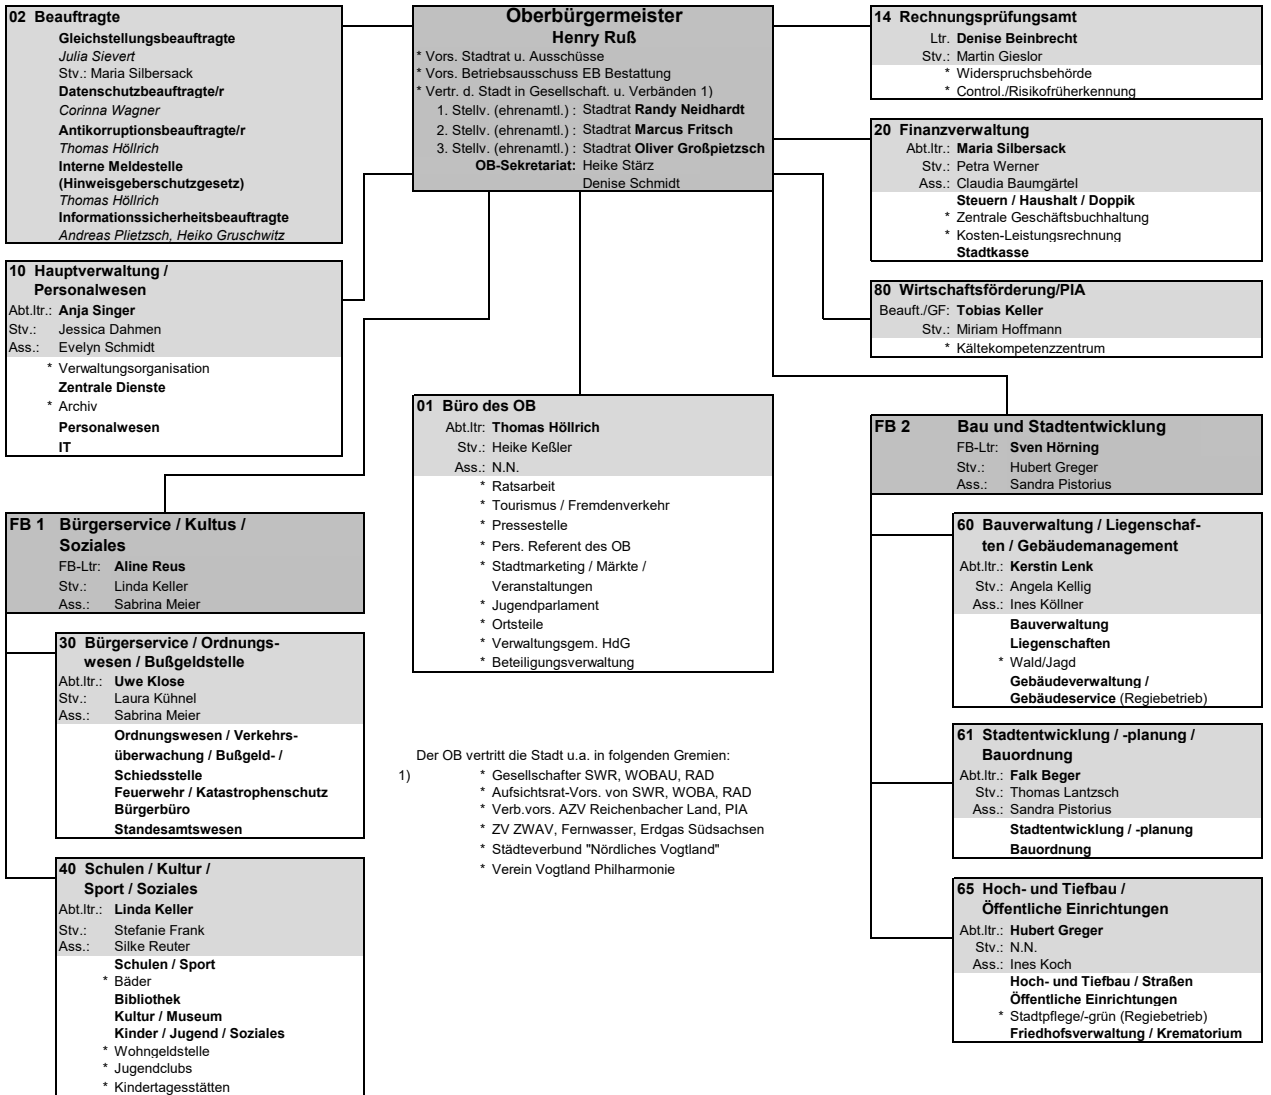 02 Beauftragte
Gleichstellungsbeauftragte
Julia Sievert
Stv.: Maria Silbersack
Datenschutzbeauftragte/r
Corinna Wagner
Antikorruptionsbeauftragte/r
Thomas Höllrich
Interne Meldestelle
(Hinweisgeberschutzgesetz)
Thomas Höllrich
Informationssicherheitsbeauftragte
Andreas Plietzsch, Heiko Gruschwitz
10 Hauptverwaltung /
Personalwesen
Abt.ltr.: Anja Singer
Stv.: Jessica Dahmen
Ass.: Evelyn Schmidt
* Verwaltungsorganisation
Zentrale Dienste
* Archiv
Personalwesen
IT
FB 1 Bürgerservice / Kultus /
Soziales
FB-Ltr: Aline Reus
Stv.: Linda Keller
Ass.: Sabrina Meier
30 Bürgerservice / Ordnungs-
wesen / Bußgeldstelle
Abt.ltr.: Uwe Klose
Stv.: Laura Kühnel
Ass.: Sabrina Meier
Ordnungswesen / Verkehrs-
überwachung / Bußgeld- /
Schiedsstelle
Feuerwehr / Katastrophenschutz
Bürgerbüro
Standesamtswesen
40 Schulen / Kultur /
Sport / Soziales
Abt.ltr.: Linda Keller
Stv.: Stefanie Frank
Ass.: Silke Reuter
Schulen / Sport
* Bäder
Bibliothek
Kultur / Museum
Kinder / Jugend / Soziales
* Wohngeldstelle
* Jugendclubs
* Kindertagesstätten
Oberbürgermeister
Henry Ruß
* Vors. Stadtrat u. Ausschüsse
* Vors. Betriebsausschuss EB Bestattung
* Vertr. d. Stadt in Gesellschaft. u. Verbänden 1)
1. Stellv. (ehrenamtl.) : Stadtrat Randy Neidhardt
2. Stellv. (ehrenamtl.) : Stadtrat Marcus Fritsch
3. Stellv. (ehrenamtl.) : Stadtrat Oliver Großpietzsch
OB-Sekretariat: Heike Stärz
Denise Schmidt
01 Büro des OB
Abt.ltr: Thomas Höllrich
Stv.: Heike Keßler
Ass.: N.N.
* Ratsarbeit
* Tourismus / Fremdenverkehr
* Pressestelle
* Pers. Referent des OB
* Stadtmarketing / Märkte /
Veranstaltungen
* Jugendparlament
* Ortsteile
* Verwaltungsgem. HdG
* Beteiligungsverwaltung
Der OB vertritt die Stadt u.a. in folgenden Gremien:
1) * Gesellschafter SWR, WOBAU, RAD
* Aufsichtsrat-Vors. von SWR, WOBA, RAD
* Verb.vors. AZV Reichenbacher Land, PIA
* ZV ZWAV, Fernwasser, Erdgas Südsachsen
* Städteverbund "Nördliches Vogtland"
* Verein Vogtland Philharmonie
14 Rechnungsprüfungsamt
Ltr. Denise Beinbrecht
Stv.: Martin Gieslor
* Widerspruchsbehörde
* Control./Risikofrüherkennung
20 Finanzverwaltung
Abt.ltr.: Maria Silbersack
Stv.: Petra Werner
Ass.: Claudia Baumgärtel
Steuern / Haushalt / Doppik
* Zentrale Geschäftsbuchhaltung
* Kosten-Leistungsrechnung
Stadtkasse
80 Wirtschaftsförderung/PIA
Beauft./GF: Tobias Keller
Stv.: Miriam Hoffmann
* Kältekompetenzzentrum
FB 2 Bau und Stadtentwicklung
FB-Ltr: Sven Hörning
Stv.: Hubert Greger
Ass.: Sandra Pistorius
60 Bauverwaltung / Liegenschaf-
ten / Gebäudemanagement
Abt.ltr.: Kerstin Lenk
Stv.: Angela Kellig
Ass.: Ines Köllner
Bauverwaltung
Liegenschaften
* Wald/Jagd
Gebäudeverwaltung /
Gebäudeservice (Regiebetrieb)
61 Stadtentwicklung / -planung /
Bauordnung
Abt.ltr.: Falk Beger
Stv.: Thomas Lantzsch
Ass.: Sandra Pistorius
Stadtentwicklung / -planung
Bauordnung
65 Hoch- und Tiefbau /
Öffentliche Einrichtungen
Abt.ltr.: Hubert Greger
Stv.: N.N.
Ass.: Ines Koch
Hoch- und Tiefbau / Straßen
Öffentliche Einrichtungen
* Stadtpflege/-grün (Regiebetrieb)
Friedhofsverwaltung / Krematorium